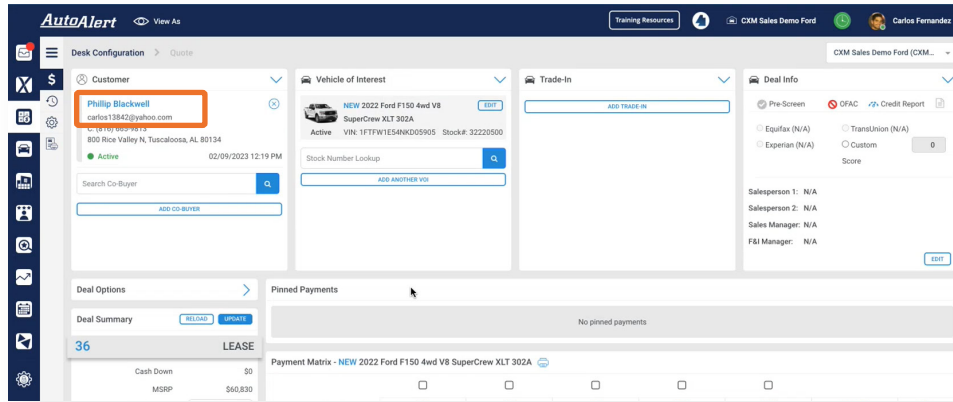 AutoAlert View As Training Resources CXM Sales Demo Ford Carlos Fernandez
Desk Configuration > Quote CXM Sales Demo Ford (CXM...
Customer
Phillip Blackwell
carlos13842@yahoo.com
C: (816) 665-9813
800 Rice Valley N, Tuscaloosa, AL 80134
Active 02/09/2023 12:19 PM
Search Co-Buyer
ADD CO-BUYER
Vehicle of Interest
NEW 2022 Ford F150 4wd V8 EDIT
SuperCrew XLT 302A
Active VIN: 1FTFW1E54NKD05905 Stock#: 32220500
Stock Number Lookup
ADD ANOTHER VOI
Trade-In
ADD TRADE-IN
Deal Info
Pre-Screen OFAC Credit Report
Equifax (N/A) TransUnion (N/A)
Experian (N/A) Custom 0
Score
Salesperson 1: N/A
Salesperson 2: N/A
Sales Manager: N/A
F&I Manager: N/A
EDIT
Deal Options
Deal Summary RELOAD UPDATE
36 LEASE
Cash Down $0
MSRP $60,830
Pinned Payments
No pinned payments
Payment Matrix - NEW 2022 Ford F150 4wd V8 SuperCrew XLT 302A